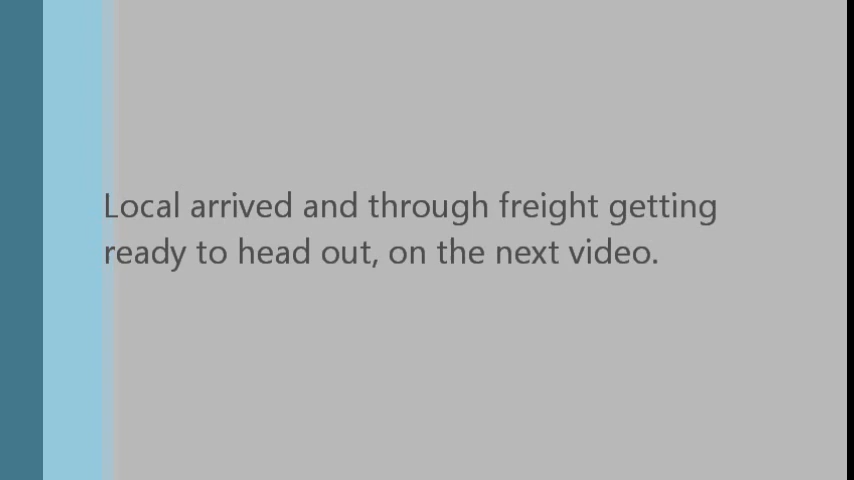 Local arrived and through freight getting
ready to head out, on the next video.